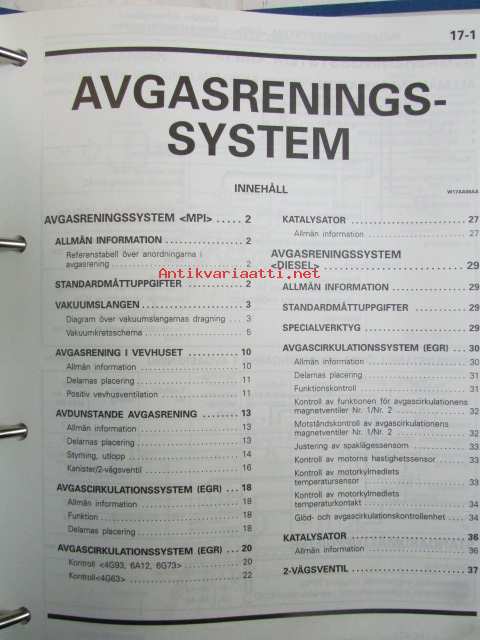 17-1
AVGASRENINGS-
SYSTEM
INNEHÅLL
W17AA06AA
AVGASRENINGSSYSTEM <MPI> ..... 2
ALLMÄN INFORMATION ................ 2
Referenstabell över anordningarna i
avgasrening ................................ 2
STANDARDMÅTTUPPGIFTER ......... 2
VAKUUMSLANGEN ..................... 3
Diagram över vakuumslangarnas dragning ... 3
Vakuumkretsschema ..................... 5
AVGASRENING I VEVHUSET .......... 10
Allmän information ..................... 10
Delarnas placering ..................... 11
Positiv vevhusventilation ............... 11
AVDUNSTANDE AVGASRENING ....... 13
Allmän information ..................... 13
Delarnas placering ..................... 13
Styrning, utlopp ........................ 14
Kanister/2-vägsventil ................... 16
AVGASCIRKULATIONSSYSTEM (EGR) ... 18
Allmän information ..................... 18
Funktion ................................ 18
Delarnas placering ..................... 18
AVGASCIRKULATIONSSYSTEM (EGR) ... 20
Kontroll <4G93, 6A12, 6G73> ............ 20
Kontroll<4G63> ......................... 22
KATALYSATOR ........................ 27
Allmän information ..................... 27
AVGASRENINGSSYSTEM
<DIESEL> ............................. 29
ALLMÄN INFORMATION ............... 29
STANDARDMÅTTUPPGIFTER .......... 29
SPECIALVERKTYG .................... 29
AVGASCIRKULATIONSSYSTEM (EGR) ... 30
Allmän information ..................... 30
Delarnas placering ..................... 31
Funktionskontroll ...................... 31
Kontroll av funktionen för avgascirkulationens
magnetventiler Nr. 1/Nr. 2 ............. 32
Motståndskontroll av avgascirkulationens
magnetventiler Nr. 1/Nr. 2 ............. 32
Justering av spaklägessensorn .......... 33
Kontroll av motorns hastighetssensor ... 33
Kontroll av motorkylmedlets
temperatursensor ....................... 33
Kontroll av motorkylmedlets
temperaturkontakt ...................... 34
Glöd- och avgascirkulationskontrollenhet .... 34
KATALYSATOR ........................ 36
Allmän information ..................... 36
2-VÄGSVENTIL ........................ 37
Antikvariaatti.net